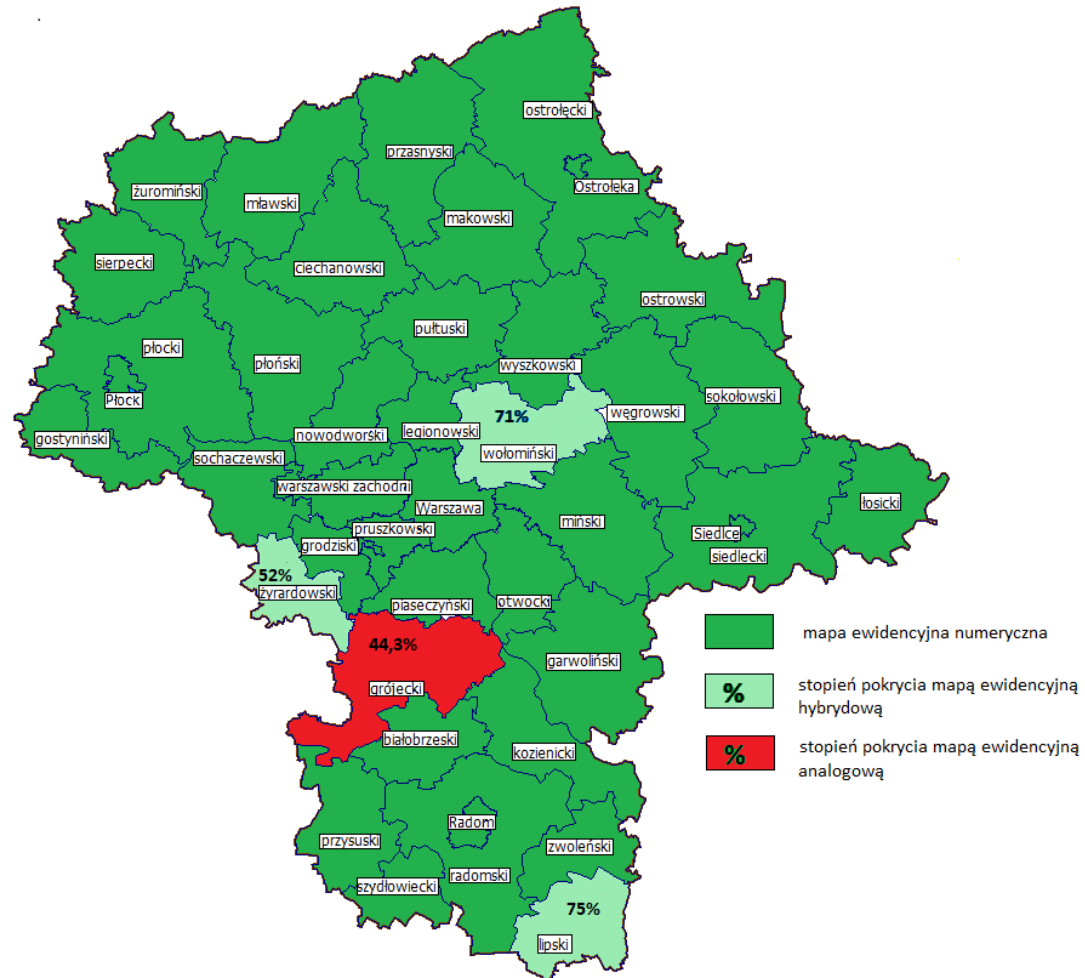 ostrołęcki
przasnyski
Ostrołęka
żuromiński
mławski
makowski
sierpecki
ciechanowski
ostrowski
pułtuski
płocki
płoński
wyszkowski
Płock
sokołowski
71%
węgrowski
legionowski
gostyniński
nowodworski
wołomiński
sochaczewski
warszawski zachodni
Warszawa
łosicki
miński
pruszkowski
Siedlce
grodziski
siedlecki
52%
żyrardowski
piaseczyński
otwocki
44,3%
garwoliński
grójecki
białobrzeski
kozienicki
Radom
przysuski
zwoleński
radomski
szydłowiecki
75%
lipski
mapa ewidencyjna numeryczna
%
stopień pokrycia mapą ewidencyjną
hybrydową
%
stopień pokrycia mapą ewidencyjną
analogową